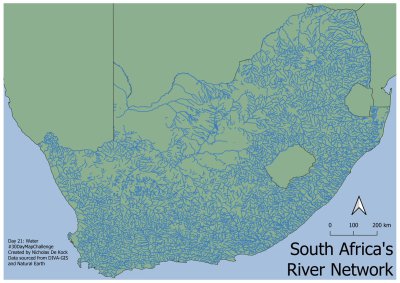 0 100 200 km
Day 21: Water
#30DayMapChallenge
Created by Nicholas De Kock
Data sourced from DIVA-GIS
and Natural Earth
South Africa's
River Network